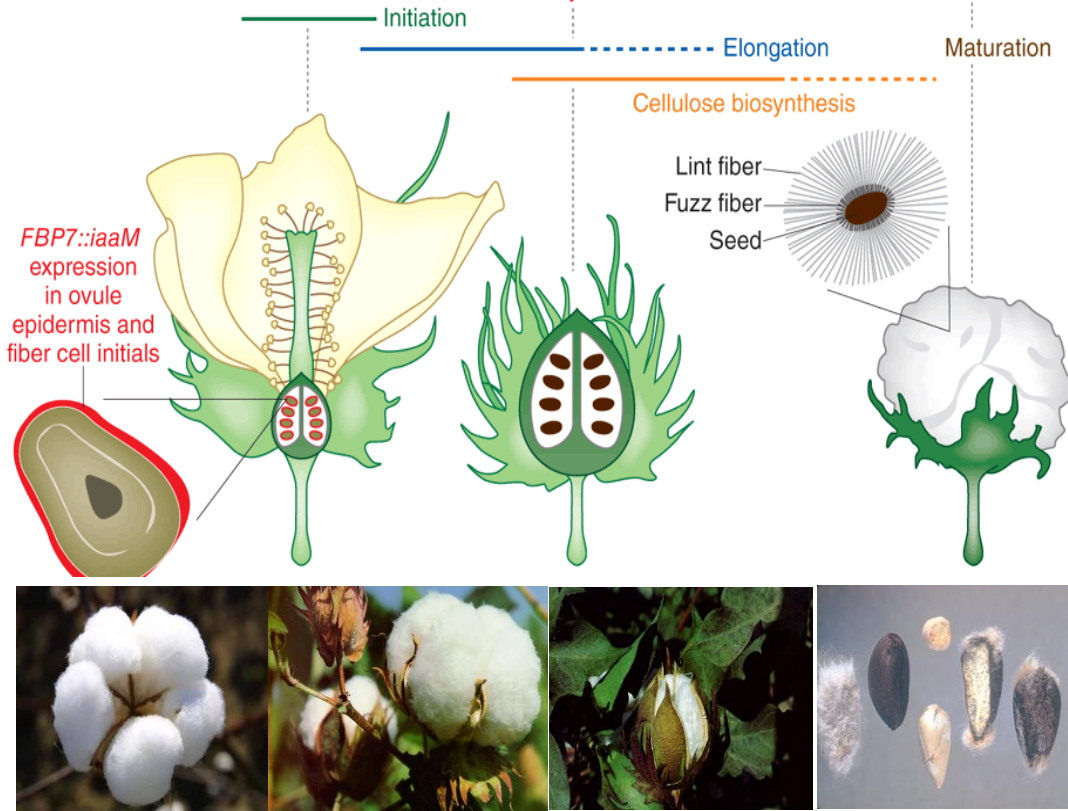 Initiation
Elongation
Maturation
Cellulose biosynthesis
Lint fiber
Fuzz fiber
Seed
FBP7::iaaM
expression
in ovule
epidermis and
fiber cell initials